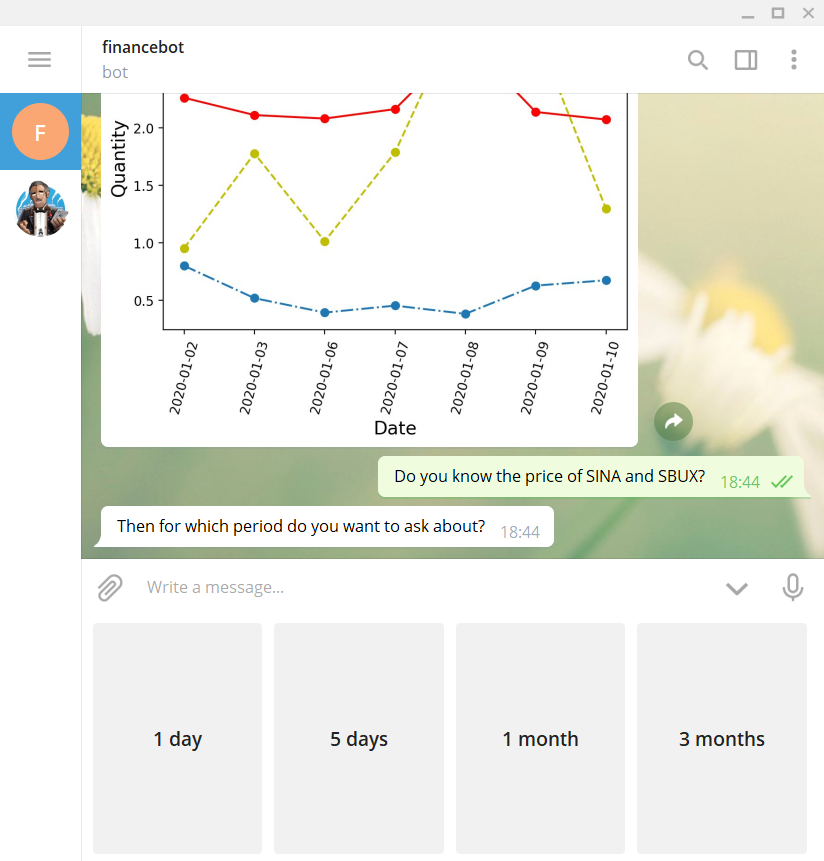 financebot
bot
F
Quantity
2.0
1.5
1.0
0.5
2020-01-02
2020-01-03
2020-01-06
2020-01-07
2020-01-08
2020-01-09
2020-01-10
Date
Do you know the price of SINA and SBUX? 18:44
Then for which period do you want to ask about? 18:44
Write a message...
1 day
5 days
1 month
3 months